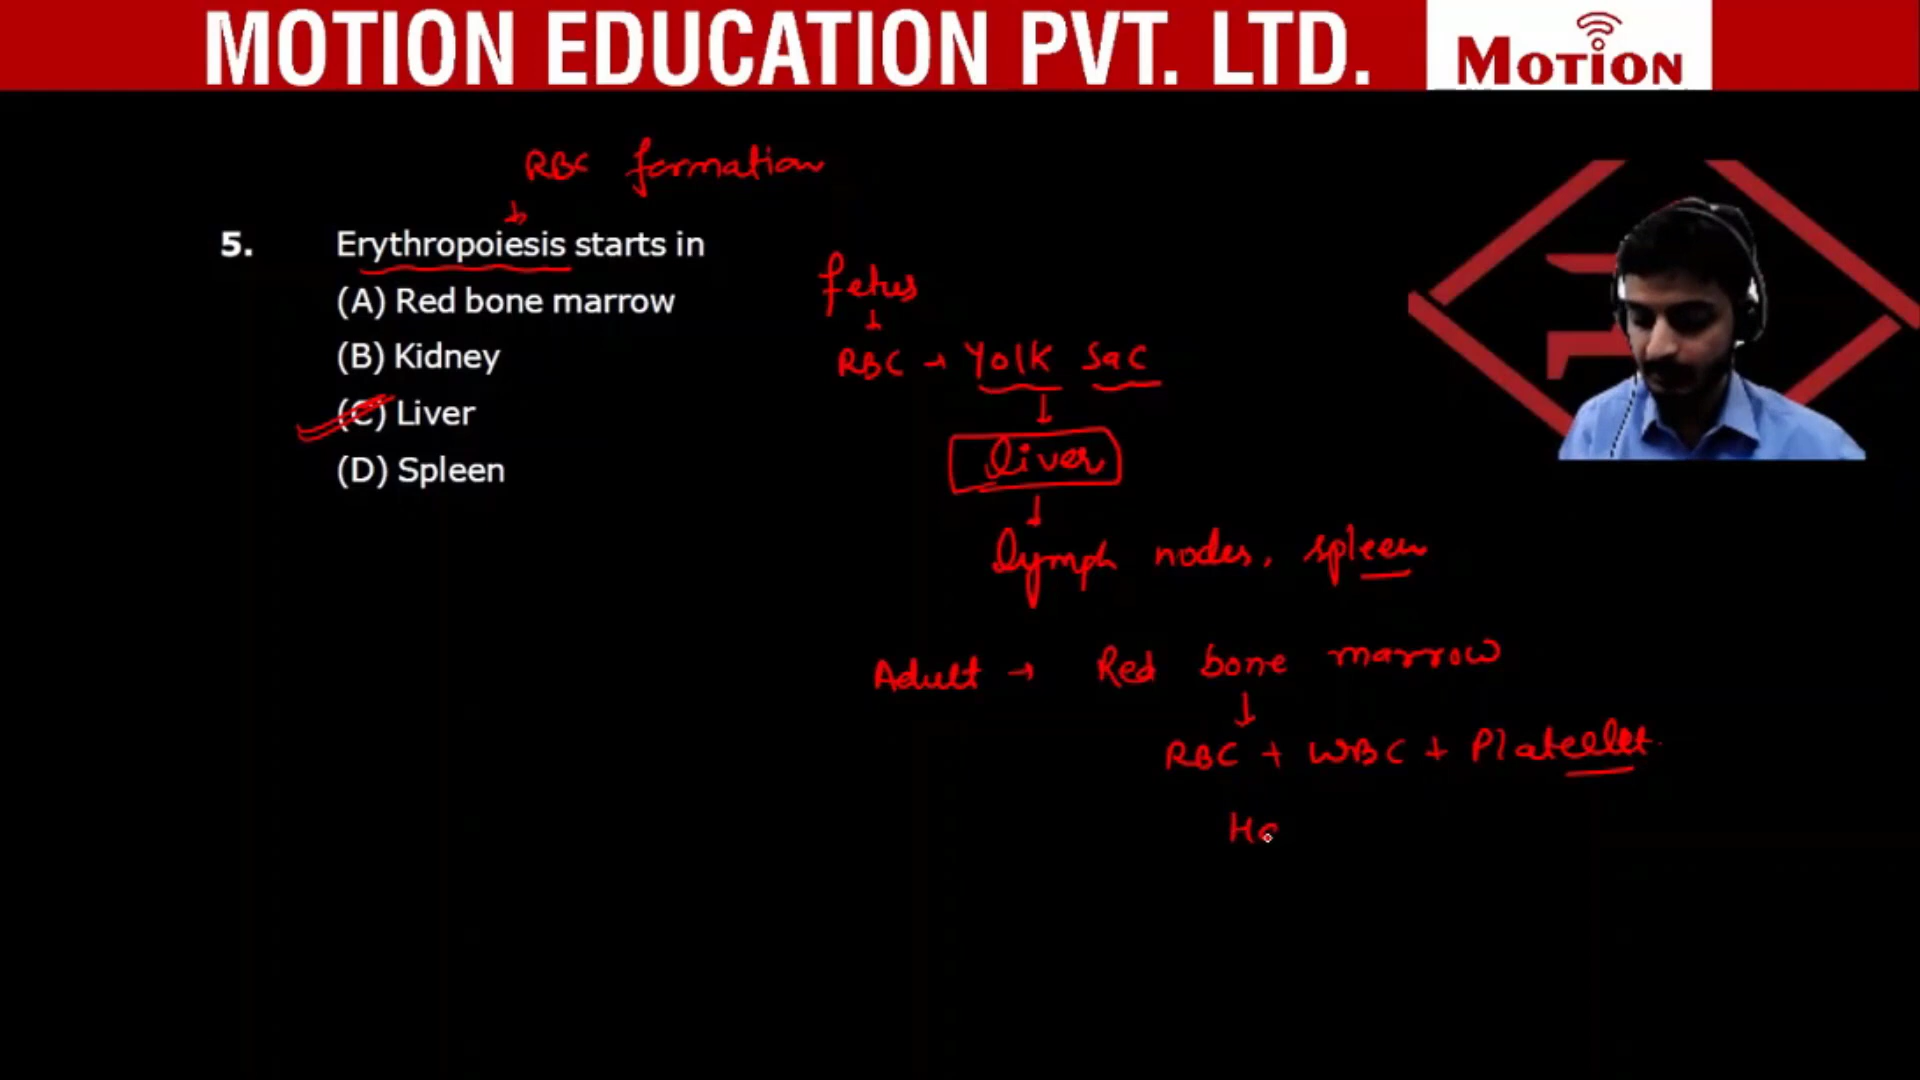 MOTION EDUCATION PVT. LTD.
MOTION
RBC formation
5. Erythropoiesis starts in
(A) Red bone marrow
(B) Kidney
(C) Liver
(D) Spleen
fetus
RBC → Yolk Sac
liver
lymph nodes, spleen
Adult → Red bone marrow
RBC + WBC + Platelet